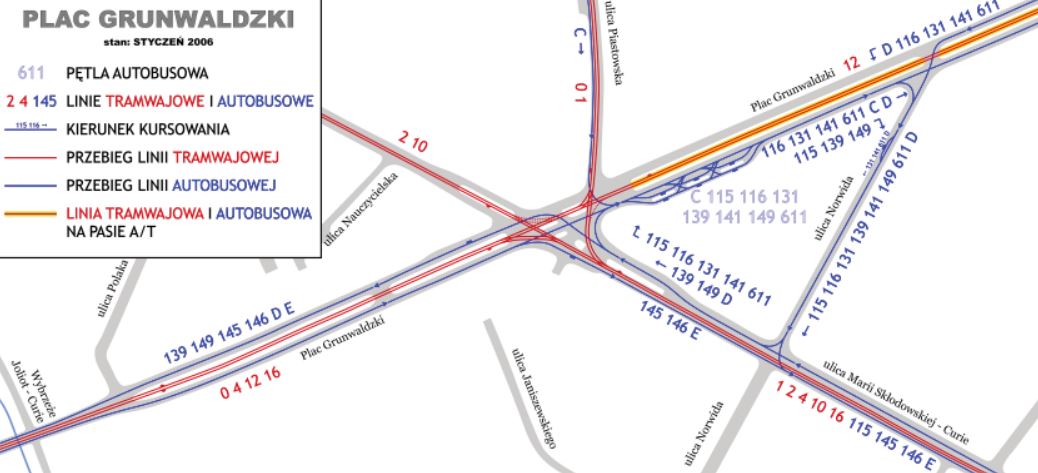 PLAC GRUNWALDZKI
stan: STYCZEŃ 2006
611 PĘTLA AUTOBUSOWA
2 4 145 LINIE TRAMWAJOWE I AUTOBUSOWE
115 116 → KIERUNEK KURSOWANIA
PRZEBIEG LINII TRAMWAJOWEJ
PRZEBIEG LINII AUTOBUSOWEJ
LINIA TRAMWAJOWA I AUTOBUSOWA
NA PASIE A/T
C →
0 1
ulica Piastowska
Plac Grunwaldzki
12
D 116 131 141 611
2 10
ulica Nauczycielska
116 131 141 611 C D →
115 139 149
← 131 141 611 D
C 115 116 131
139 141 149 611
ulica Norwida
← 115 116 131 139 141 149 611 D
115 116 131 141 611
← 139 149 D
145 146 E
ulica Polaka
139 149 145 146 D E
Plac Grunwaldzki
0 4 12 16
Wybrzeże
Joliot - Curie
ulica Janiszewskiego
ulica Norwida
ulica Marii Skłodowskiej - Curie
1 2 4 10 16 115 145 146 E